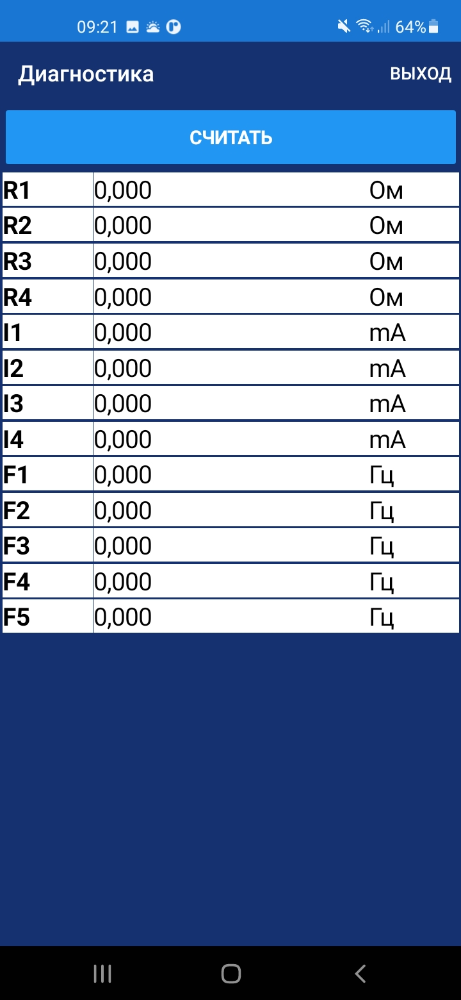 09:21 64%
Диагностика ВЫХОД
СЧИТАТЬ
R1 0,000 Ом
R2 0,000 Ом
R3 0,000 Ом
R4 0,000 Ом
I1 0,000 mA
I2 0,000 mA
I3 0,000 mA
I4 0,000 mA
F1 0,000 Гц
F2 0,000 Гц
F3 0,000 Гц
F4 0,000 Гц
F5 0,000 Гц